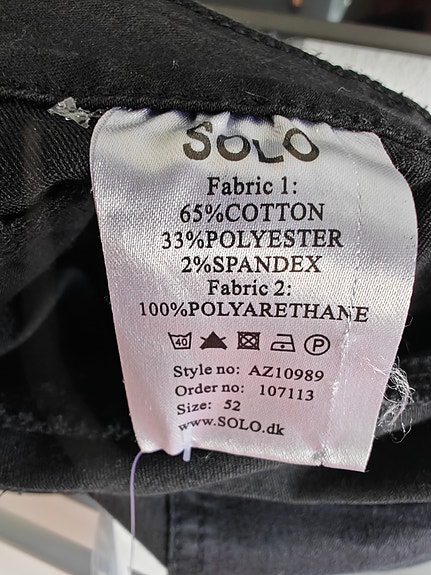 SOLO
Fabric 1:
65%COTTON
33%POLYESTER
2%SPANDEX
Fabric 2:
100%POLYARETHANE
40 P
Style no: AZ10989
Order no: 107113
Size: 52
www.SOLO.dk